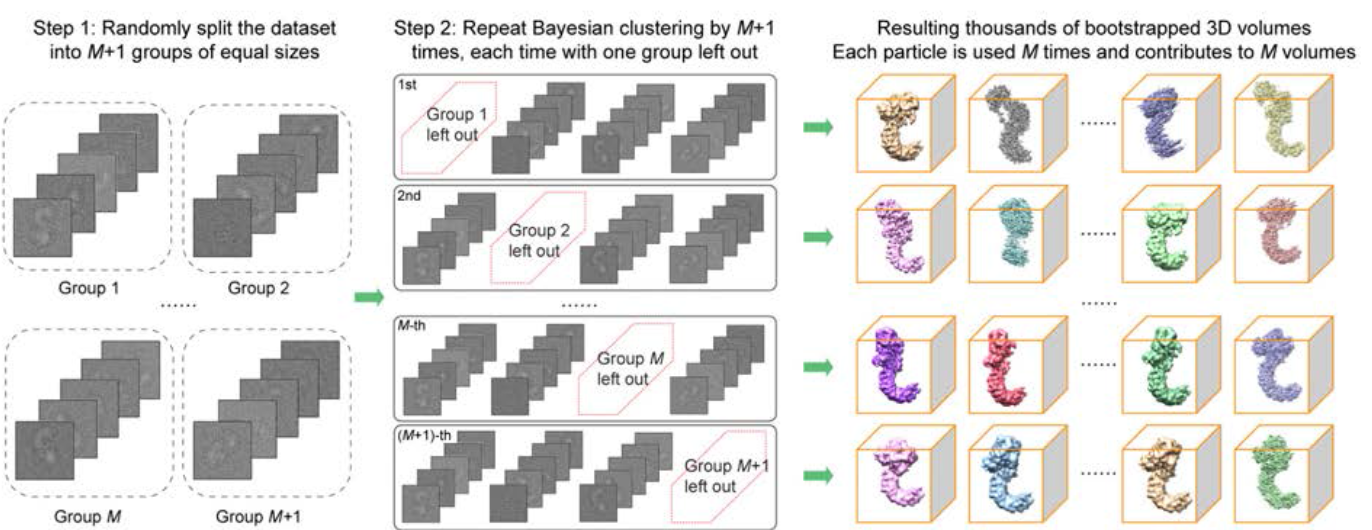 Step 1: Randomly split the dataset
into M+1 groups of equal sizes
Group 1
Group 2
......
Group M
Group M+1
Step 2: Repeat Bayesian clustering by M+1
times, each time with one group left out
1st
Group 1
left out
2nd
Group 2
left out
......
M-th
Group M
left out
(M+1)-th
Group M+1
left out
Resulting thousands of bootstrapped 3D volumes
Each particle is used M times and contributes to M volumes
......
......
......
......
......